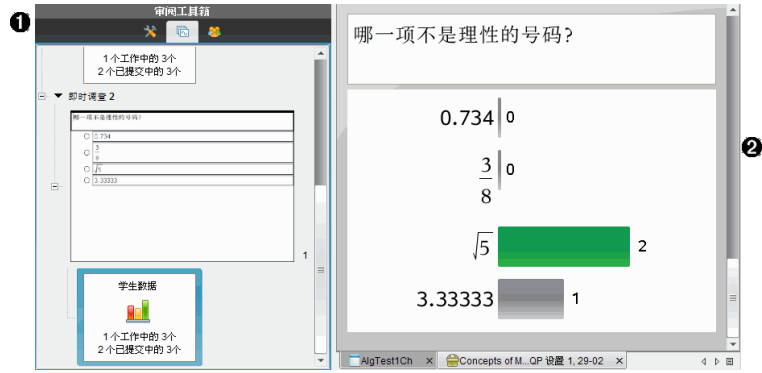 ❶
审阅工具箱
1 个工作中的 3个
2 个已提交中的 3个
即时调查 2
哪一项不是理性的号码?
0.734
3
8
√5
3.33333
1
学生数据
1 个工作中的 3个
2 个已提交中的 3个
哪一项不是理性的号码?
0.734 0
3
8
0
√5 2
3.33333 1
❷
AlgTest1Ch ×
Concepts of M...QP 设置 1, 29-02 ×